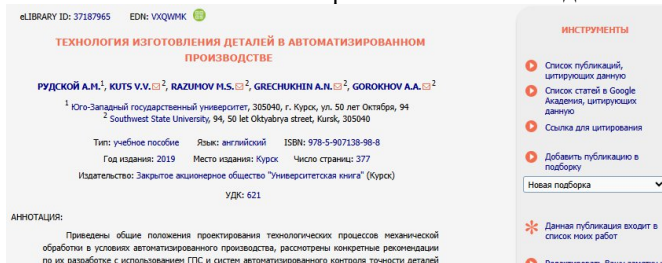 eLIBRARY ID: 37187965 EDN: VXQWMK
ТЕХНОЛОГИЯ ИЗГОТОВЛЕНИЯ ДЕТАЛЕЙ В АВТОМАТИЗИРОВАННОМ
ПРОИЗВОДСТВЕ
РУДСКОЙ А.М.1, KUTS V.V. 2, RAZUMOV M.S. 2, GRECHUKHIN A.N. 2, GOROKHOV A.A. 2
1 Юго-Западный государственный университет, 305040, г. Курск, ул. 50 лет Октября, 94
2 Southwest State University, 94, 50 let Oktyabrya street, Kursk, 305040
Тип: учебное пособие Язык: английский ISBN: 978-5-907138-98-8
Год издания: 2019 Место издания: Курск Число страниц: 377
Издательство: Закрытое акционерное общество "Университетская книга" (Курск)
УДК: 621
АННОТАЦИЯ:
Приведены общие положения проектирования технологических процессов механической
обработки в условиях автоматизированного производства, рассмотрены конкретные рекомендации
по их разработке с использованием ГПС и систем автоматизированного контроля точности деталей
ИНСТРУМЕНТЫ
Список публикаций,
цитирующих данную
Список статей в Google
Академия, цитирующих
данную
Ссылка для цитирования
Добавить публикацию в
подборку
Новая подборка
Данная публикация входит в
список моих работ